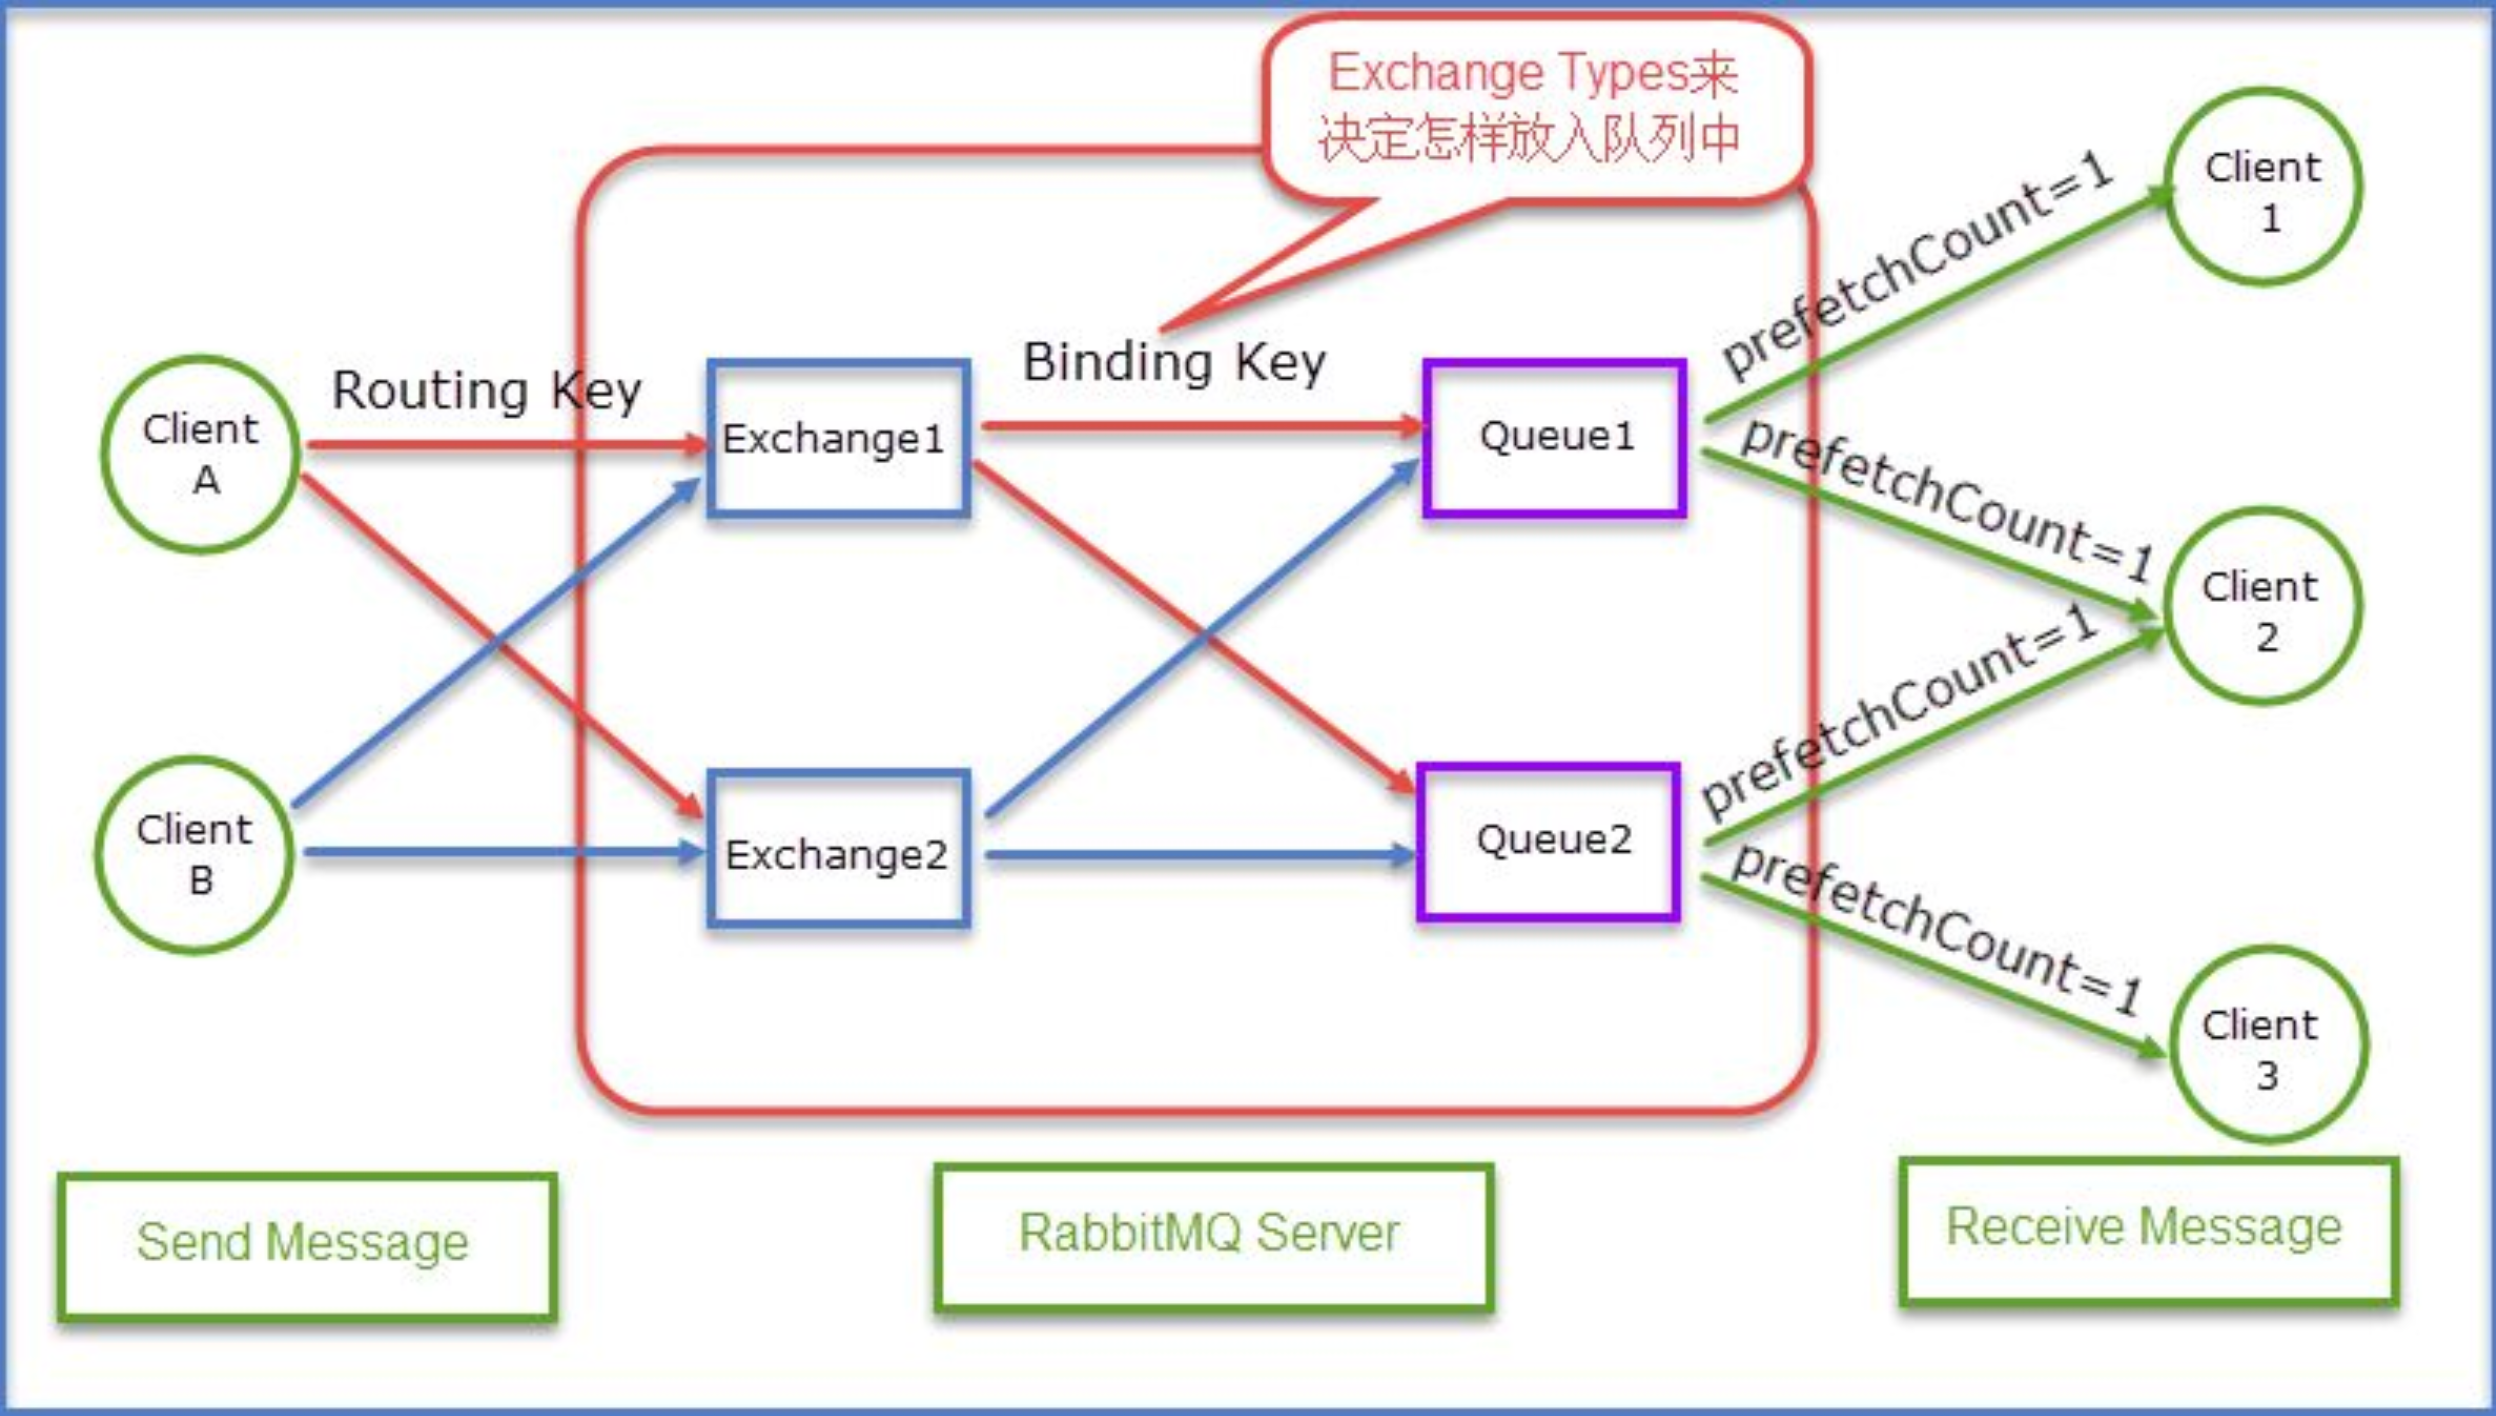 Exchange Types来
决定怎样放入队列中
Client
1
prefetchCount=1
Routing Key
Binding Key
Client
A
Exchange1
Queue1
prefetchCount=1
Client
2
prefetchCount=1
Client
B
Exchange2
Queue2
prefetchCount=1
Client
3
Send Message
RabbitMQ Server
Receive Message